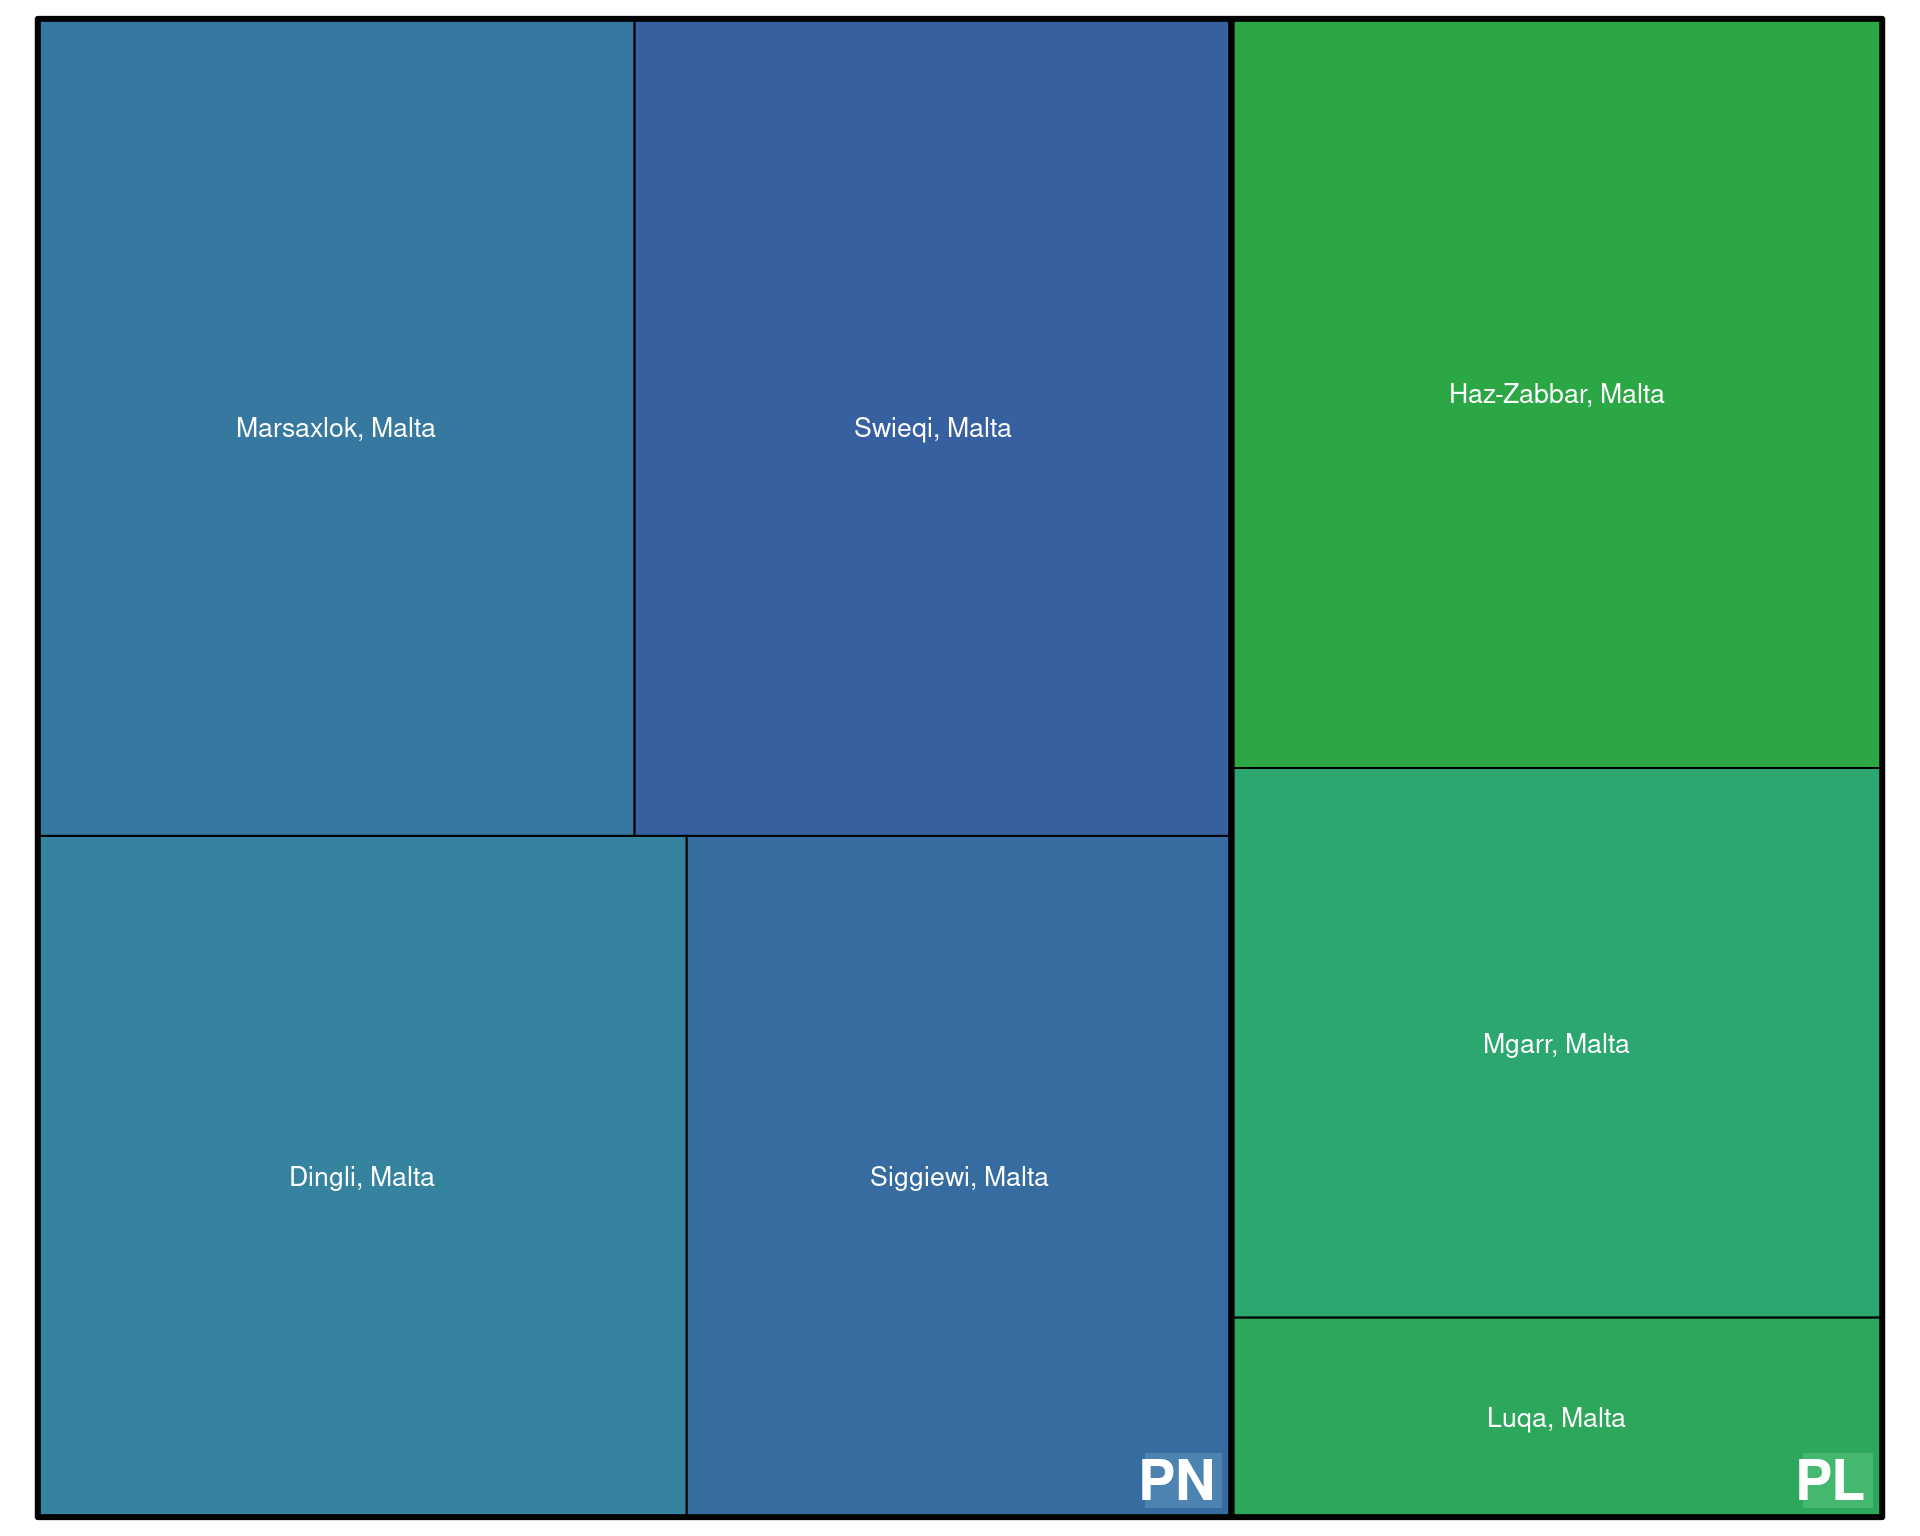 Marsaxlok, Malta
Swieqi, Malta
Haz-Zabbar, Malta
Dingli, Malta
Siggiewi, Malta
Mgarr, Malta
Luqa, Malta
PN
PL